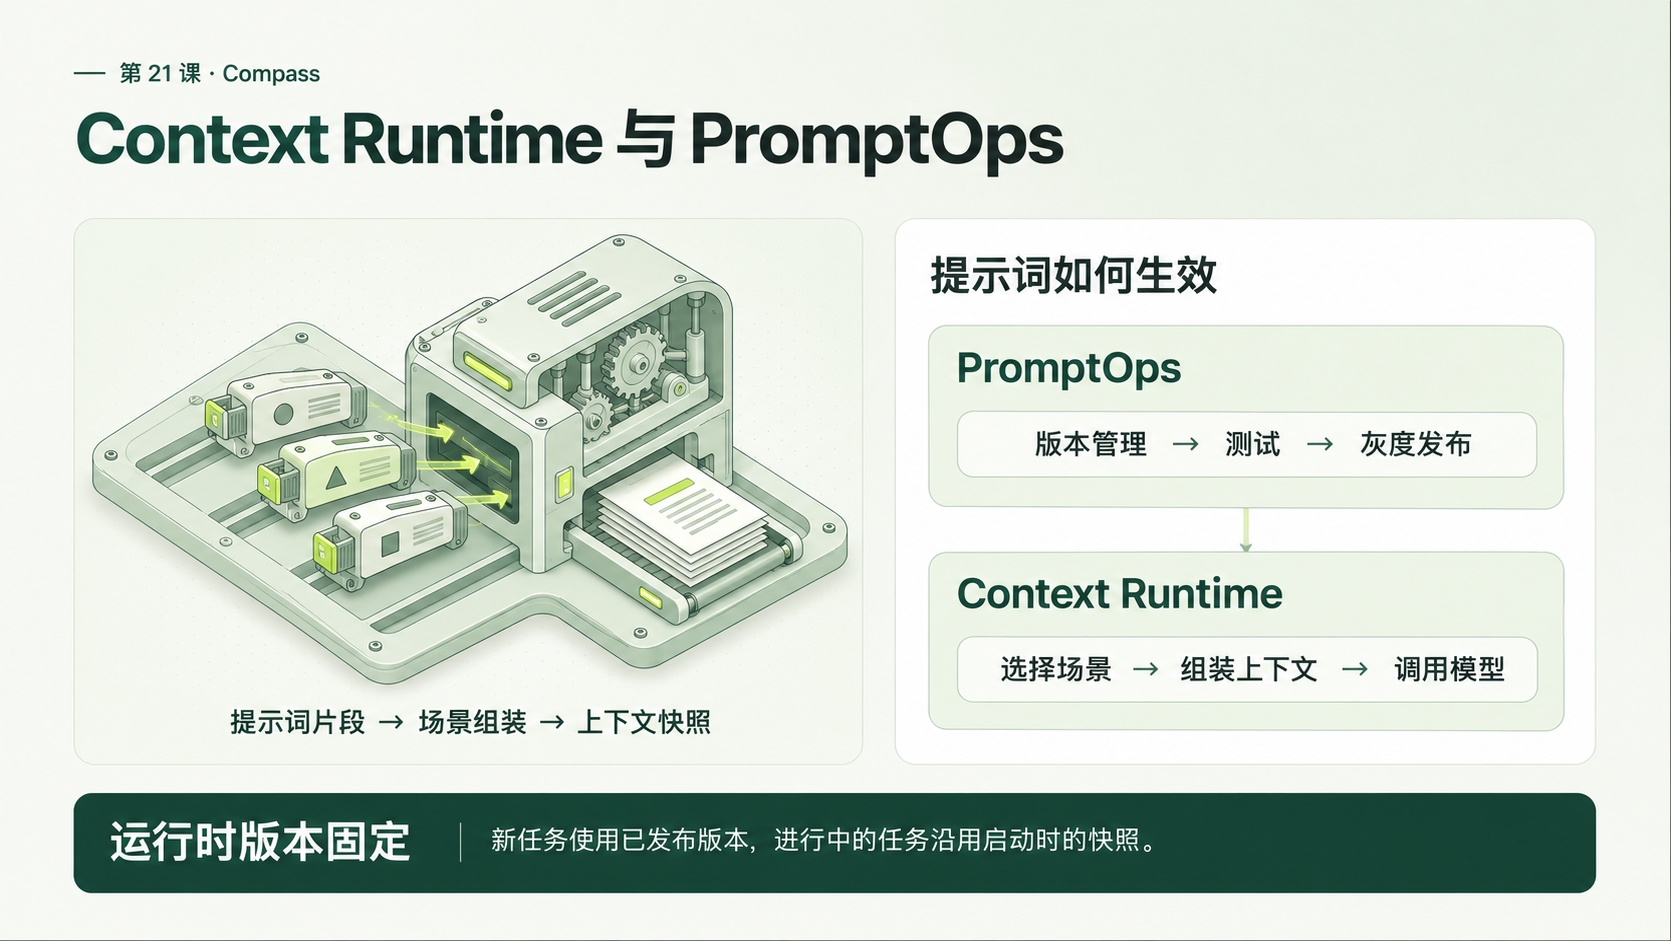 第 21 课 · Compass
Context Runtime 与 PromptOps
提示词片段 → 场景组装 → 上下文快照
提示词如何生效
PromptOps
版本管理 → 测试 → 灰度发布
Context Runtime
选择场景 → 组装上下文 → 调用模型
运行时版本固定
新任务使用已发布版本，进行中的任务沿用启动时的快照。